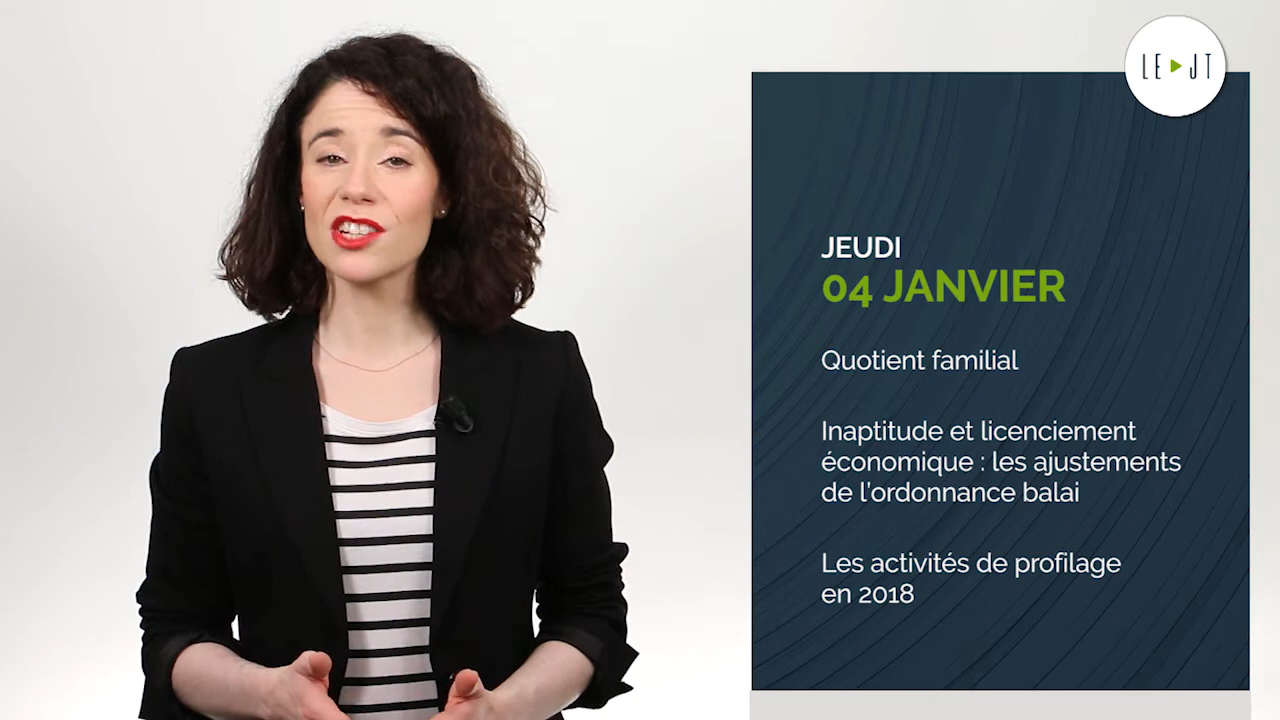 LE JT
JEUDI
04 JANVIER
Quotient familial
Inaptitude et licenciement
économique : les ajustements
de l'ordonnance balai
Les activités de profilage
en 2018